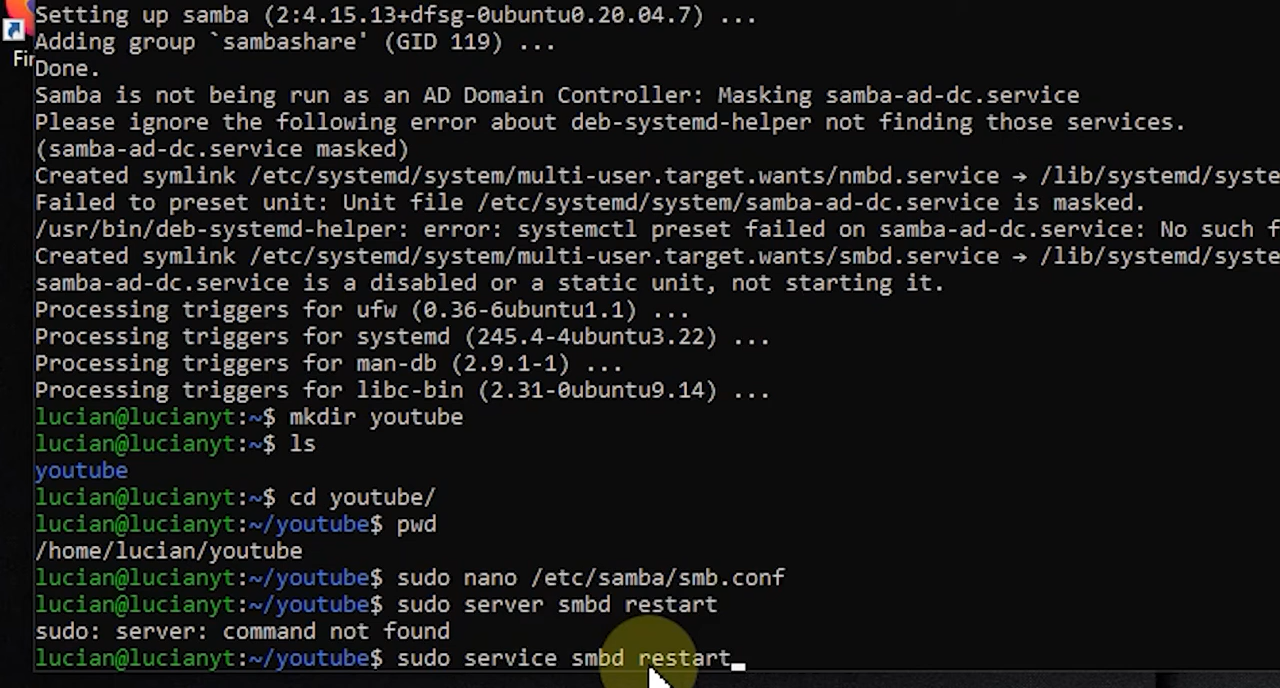 Setting up samba (2:4.15.13+dfsg-0ubuntu0.20.04.7) ...
Adding group `sambashare' (GID 119) ...
Done.
Samba is not being run as an AD Domain Controller: Masking samba-ad-dc.service
Please ignore the following error about deb-systemd-helper not finding those services.
(samba-ad-dc.service masked)
Created symlink /etc/systemd/system/multi-user.target.wants/nmbd.service → /lib/systemd/syste
Failed to preset unit: Unit file /etc/systemd/system/samba-ad-dc.service is masked.
/usr/bin/deb-systemd-helper: error: systemctl preset failed on samba-ad-dc.service: No such f
Created symlink /etc/systemd/system/multi-user.target.wants/smbd.service → /lib/systemd/syste
samba-ad-dc.service is a disabled or a static unit, not starting it.
Processing triggers for ufw (0.36-6ubuntu1.1) ...
Processing triggers for systemd (245.4-4ubuntu3.22) ...
Processing triggers for man-db (2.9.1-1) ...
Processing triggers for libc-bin (2.31-0ubuntu9.14) ...
lucian@lucianyt:~$ mkdir youtube
lucian@lucianyt:~$ ls
youtube
lucian@lucianyt:~$ cd youtube/
lucian@lucianyt:~/youtube$ pwd
/home/lucian/youtube
lucian@lucianyt:~/youtube$ sudo nano /etc/samba/smb.conf
lucian@lucianyt:~/youtube$ sudo server smbd restart
sudo: server: command not found
lucian@lucianyt:~/youtube$ sudo service smbd restart
Fir